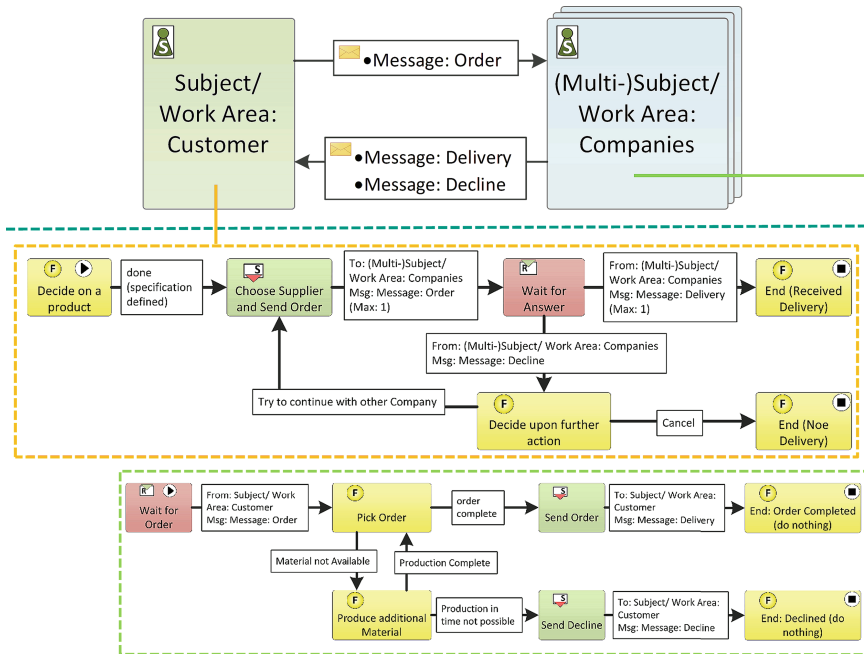 S
Subject/
Work Area:
Customer
•Message: Order
S
(Multi-)Subject/
Work Area:
Companies
•Message: Delivery
•Message: Decline
F
Decide on a
product
done
(specification
defined)
S
Choose Supplier
and Send Order
To: (Multi-)Subject/
Work Area: Companies
Msg: Message: Order
(Max: 1)
R
Wait for
Answer
From: (Multi-)Subject/
Work Area: Companies
Msg: Message: Delivery
(Max: 1)
F
End (Received
Delivery)
From: (Multi-)Subject/ Work Area: Companies
Msg: Message: Decline
Try to continue with other Company
F
Decide upon further
action
Cancel
F
End (Noe
Delivery)
R
Wait for
Order
From: Subject/ Work
Area: Customer
Msg: Message: Order
F
Pick Order
order
complete
S
Send Order
To: Subject/ Work Area:
Customer
Msg: Message: Delivery
F
End: Order Completed
(do nothing)
Material not Available
Production Complete
F
Produce additional
Material
Production in
time not possible
S
Send Decline
To: Subject/ Work Area:
Customer
Msg: Message: Decline
F
End: Declined (do
nothing)